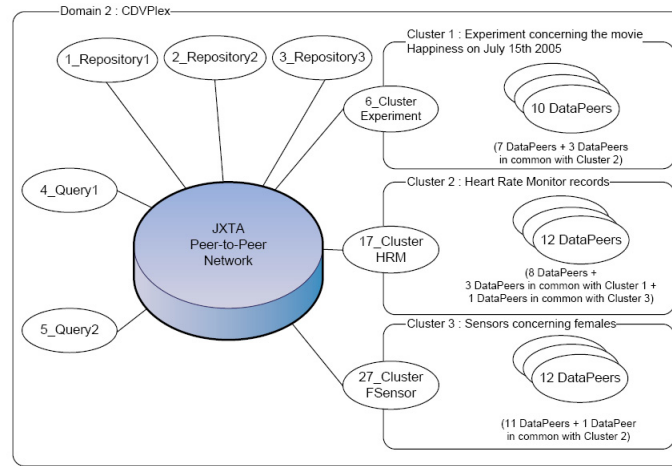 Domain 2 : CDVPlex
1_Repository1
2_Repository2
3_Repository3
6_Cluster
Experiment
4_Query1
JXTA
Peer-to-Peer
Network
17_Cluster
HRM
5_Query2
27_Cluster
FSensor
Cluster 1 : Experiment concerning the movie
Happiness on July 15th 2005
10 DataPeers
(7 DataPeers + 3 DataPeers
in common with Cluster 2)
Cluster 2 : Heart Rate Monitor records
12 DataPeers
(8 DataPeers +
3 DataPeers in common with Cluster 1 +
1 DataPeers in common with Cluster 3)
Cluster 3 : Sensors concerning females
12 DataPeers
(11 DataPeers + 1 DataPeer
in common with Cluster 2)